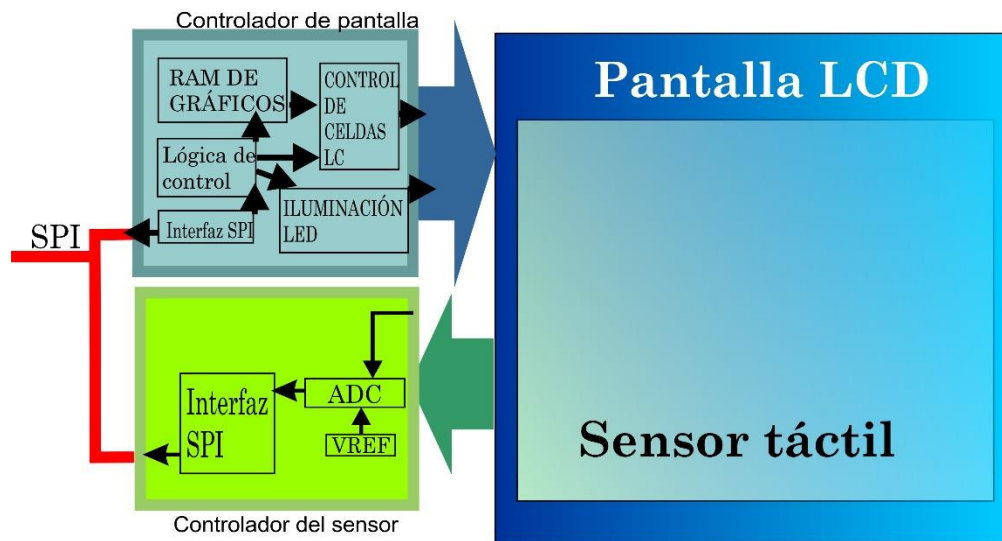 Controlador de pantalla
RAM DE
GRÁFICOS
CONTROL
DE
CELDAS
LC
Lógica de
control
ILUMINACIÓN
LED
Interfaz SPI
SPI
Pantalla LCD
Sensor táctil
ADC
VREF
Interfaz
SPI
Controlador del sensor